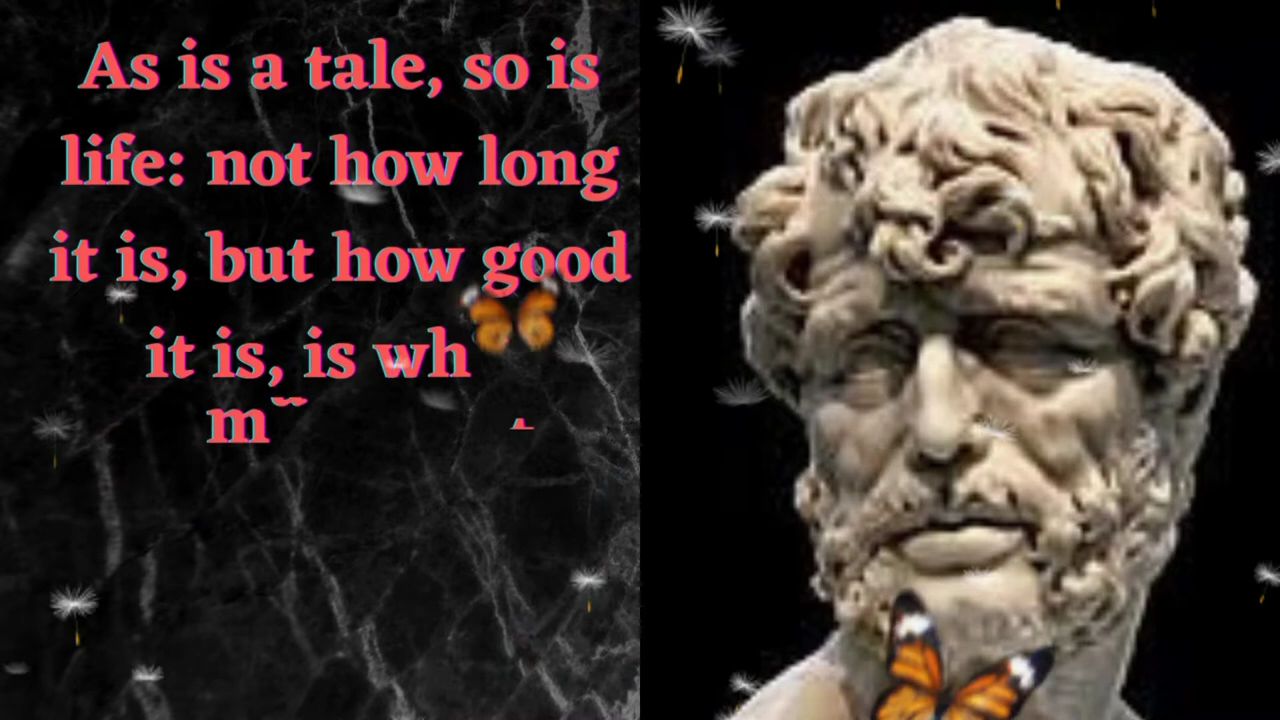 As is a tale, so is
life: not how long
it is, but how good
it is, is wh
m